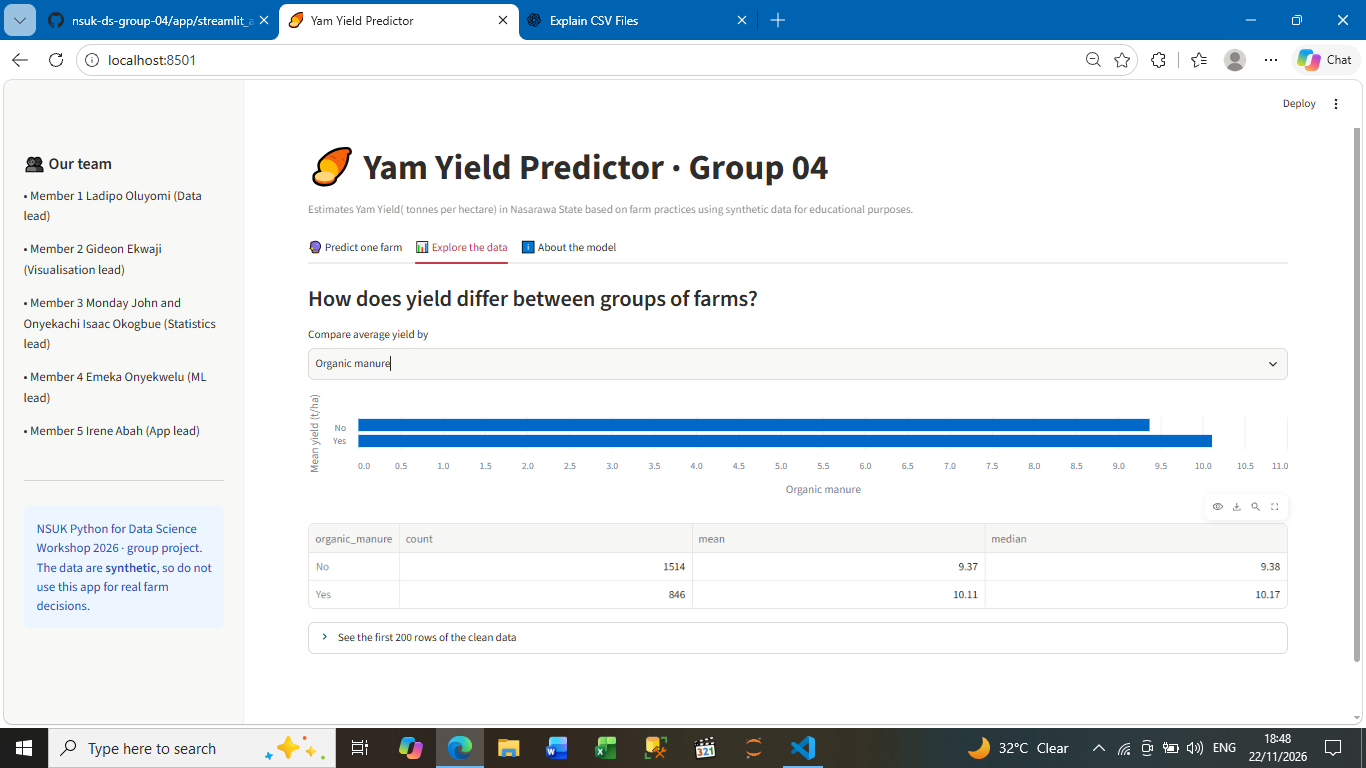 nsuk-ds-group-04/app/streamlit_a
Yam Yield Predictor
Explain CSV Files
localhost:8501
Chat
Deploy
Our team
• Member 1 Ladipo Oluyomi (Data
lead)
• Member 2 Gideon Ekwaji
(Visualisation lead)
• Member 3 Monday John and
Onyekachi Isaac Okogbue (Statistics
lead)
• Member 4 Emeka Onyekwelu (ML
lead)
• Member 5 Irene Abah (App lead)
NSUK Python for Data Science
Workshop 2026 · group project.
The data are synthetic, so do not
use this app for real farm
decisions.
Yam Yield Predictor · Group 04
Estimates Yam Yield( tonnes per hectare) in Nasarawa State based on farm practices using synthetic data for educational purposes.
Predict one farm Explore the data About the model
How does yield differ between groups of farms?
Compare average yield by
Organic manure
Mean yield (t/ha)
No
Yes
0.0 0.5 1.0 1.5 2.0 2.5 3.0 3.5 4.0 4.5 5.0 5.5 6.0 6.5 7.0 7.5 8.0 8.5 9.0 9.5 10.0 10.5 11.0
Organic manure
organic_manure count mean median
No 1514 9.37 9.38
Yes 846 10.11 10.17
See the first 200 rows of the clean data
Type here to search
32°C Clear
ENG
18:48
22/11/2026